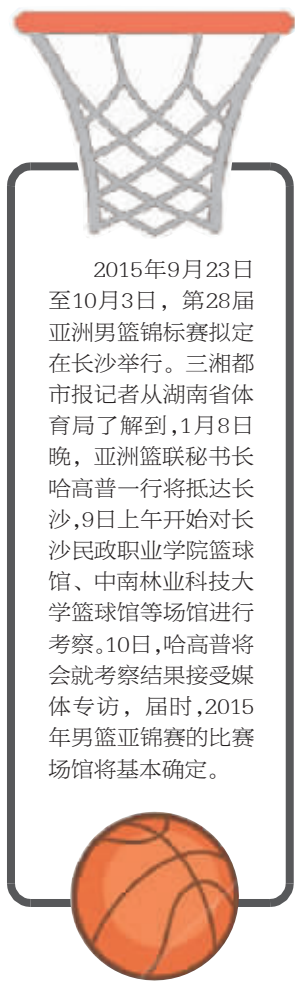 2015年9月23日
至10月3日，第28届
亚洲男篮锦标赛拟定
在长沙举行。三湘都
市报记者从湖南省体
育局了解到,1月8日
晚，亚洲篮联秘书长
哈高普一行将抵达长
沙,9日上午开始对长
沙民政职业学院篮球
馆、中南林业科技大
学篮球馆等场馆进行
考察。10日,哈高普将
会就考察结果接受媒
体专访，届时,2015
年男篮亚锦赛的比赛
场馆将基本确定。